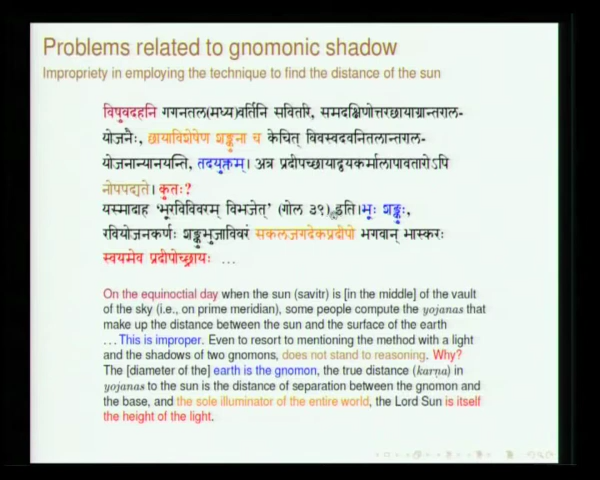 Problems related to gnomonic shadow
Impropriety in employing the technique to find the distance of the sun
विषुवदहनि गगनतल(मध्य)वर्तिनि सवितरि, समदक्षिणोत्तरछायाग्रान्तराल-
योजनैः, छायाविशेषेण शङ्कुना च केचित् विवस्वदवनितलान्तराल-
योजनान्यानयन्ति, तदयुक्तम्। अत्र प्रदीपच्छायाद्वयकर्मालापावतारोऽपि
नोपपद्यते। कुतः?
यस्मादाह ‘भूरविविवरम् विभजेत्’ (गोल ३९) इति।भूः शङ्कुः,
रवियोजनकर्णः शङ्कुभुजाविवरं सकलजगदेकप्रदीपो भगवान् भास्करः
स्वयमेव प्रदीपोच्छ्रायः ...
On the equinoctial day when the sun (savitr) is [in the middle] of the vault
of the sky (i.e., on prime meridian), some people compute the yojanas that
make up the distance between the sun and the surface of the earth
... This is improper. Even to resort to mentioning the method with a light
and the shadows of two gnomons, does not stand to reasoning. Why?
The [diameter of the] earth is the gnomon, the true distance (karṇa) in
yojanas to the sun is the distance of separation between the gnomon and
the base, and the sole illuminator of the entire world, the Lord Sun is itself
the height of the light.